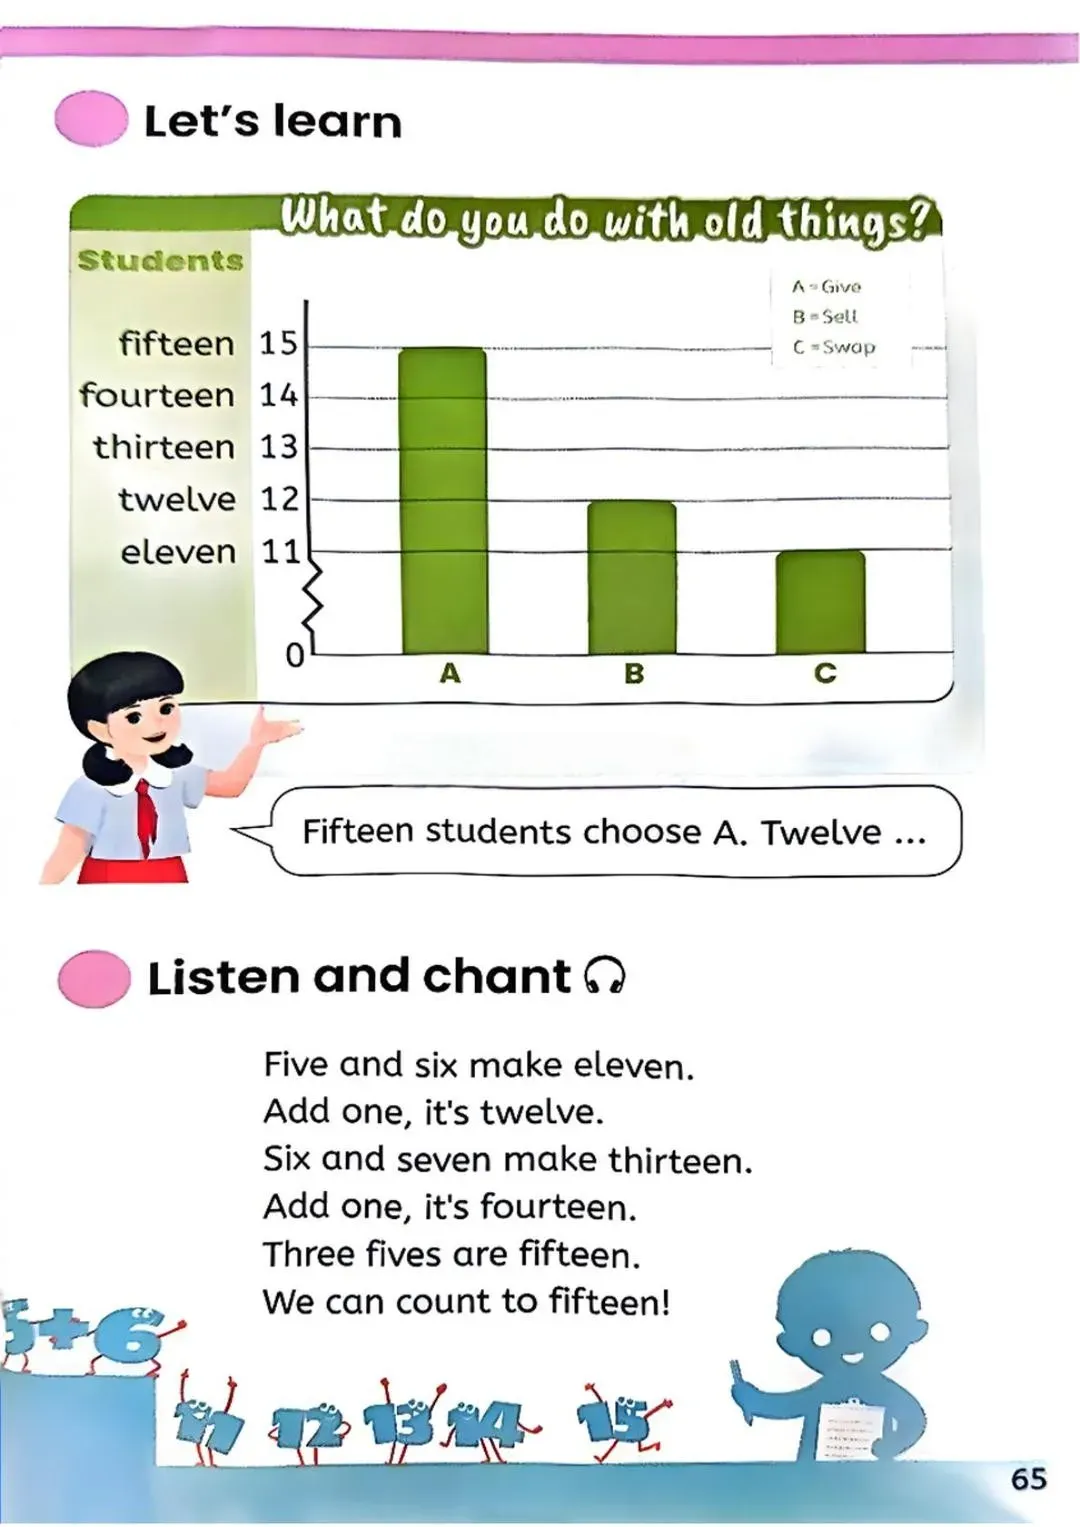 Let's learn
What do you do with old things?
Students
A = Give
B = Sell
C = Swap
fifteen 15
fourteen 14
thirteen 13
twelve 12
eleven 11
0
A B C
Fifteen students choose A. Twelve ...
Listen and chant
Five and six make eleven.
Add one, it's twelve.
Six and seven make thirteen.
Add one, it's fourteen.
Three fives are fifteen.
We can count to fifteen!
5+6
11 12 13 14 15
65